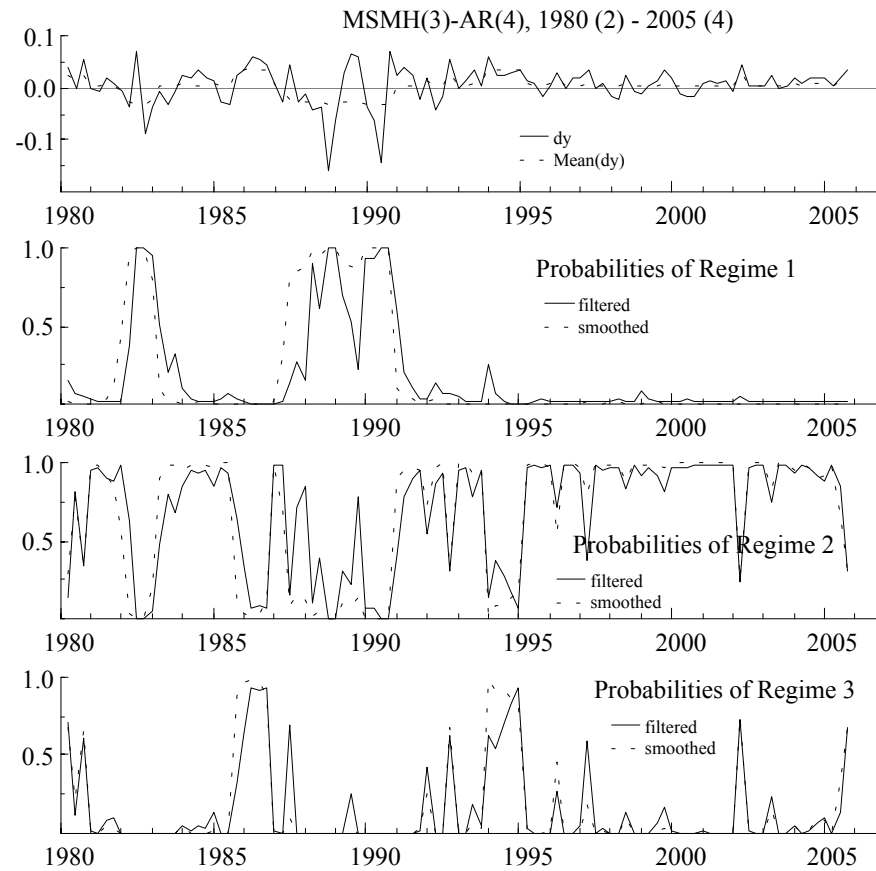 MSMH(3)-AR(4), 1980 (2) - 2005 (4)
0.1
0.0
-0.1
dy
Mean(dy)
1980 1985 1990 1995 2000 2005
1.0
Probabilities of Regime 1
filtered
smoothed
0.5
1980 1985 1990 1995 2000 2005
1.0
0.5
Probabilities of Regime 2
filtered
smoothed
1980 1985 1990 1995 2000 2005
1.0
Probabilities of Regime 3
filtered
smoothed
0.5
1980 1985 1990 1995 2000 2005